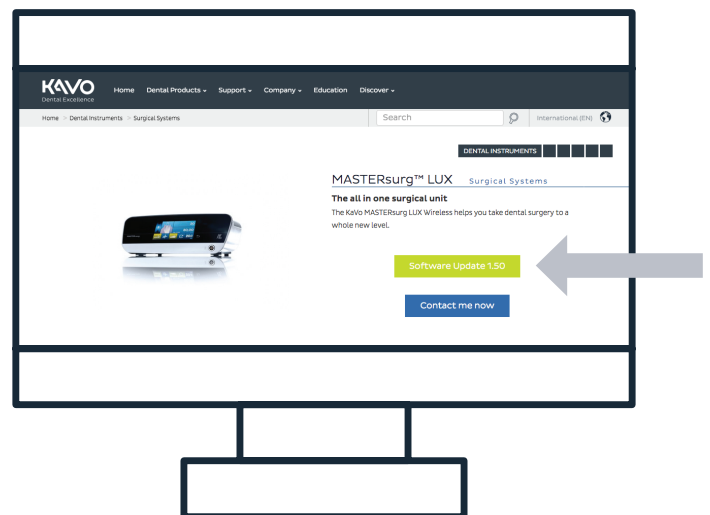 KAVO
Dental Excellence
Home Dental Products Support Company Education Discover
Home > Dental Instruments > Surgical Systems
Search
International (EN)
DENTAL INSTRUMENTS
MASTERsurg™ LUX Surgical Systems
The all in one surgical unit
The KaVo MASTERsurg LUX Wireless helps you take dental surgery to a
whole new level.
Software Update 1.50
Contact me now